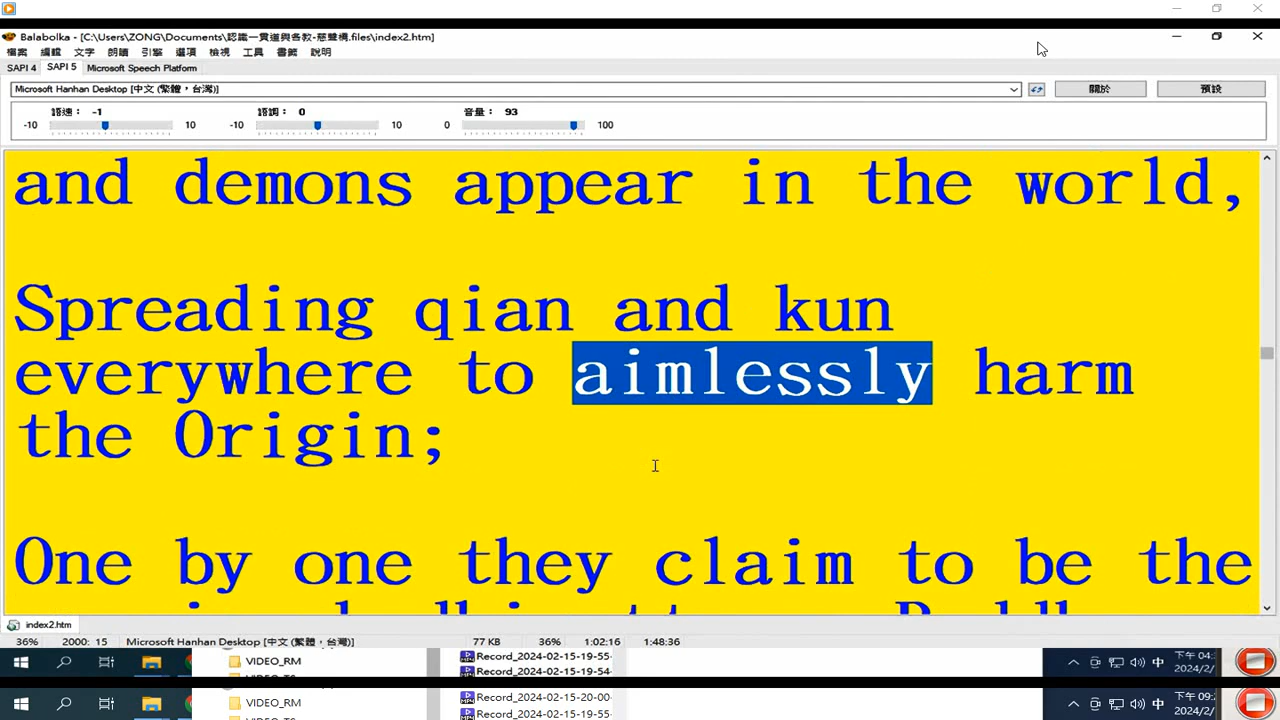 Balabolka - [C:\Users\ZONG\Documents\認識一貫道與各教-慈聲橋.files\index2.htm]
檔案 編輯 文字 朗讀 引擎 選項 檢視 工具 書籤 說明
SAPI 4 SAPI 5 Microsoft Speech Platform
Microsoft Hanhan Desktop [中文 (繁體，台灣)] 關於 預設
語速： -1 語調： 0 音量： 93
-10 10 -10 10 0 100
and demons appear in the world,
Spreading qian and kun
everywhere to aimlessly harm
the Origin;
One by one they claim to be the
index2.htm
36% 2000: 15 Microsoft Hanhan Desktop [中文 (繁體，台灣)] 77 KB 36% 1:02:16 1:48:36
VIDEO_RM Record_2024-02-15-19-55- 中 下午 04:
Record_2024-02-15-19-54- 2024/2/
VIDEO_RM Record_2024-02-15-20-00- 中 下午 09:
Record_2024-02-15-19-55- 2024/2/